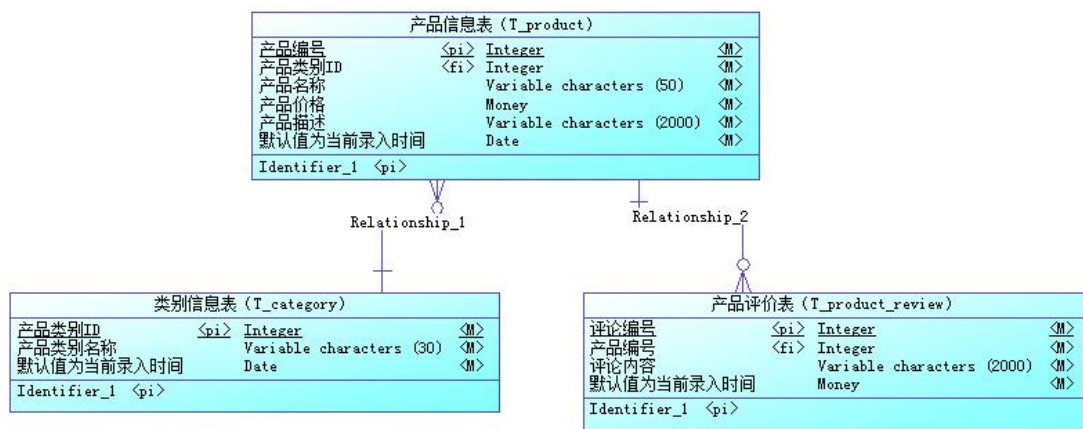 产品信息表 (T_product)
产品编号 <pi> Integer <M>
产品类别ID <fi> Integer <M>
产品名称 Variable characters (50) <M>
产品价格 Money <M>
产品描述 Variable characters (2000) <M>
默认值为当前录入时间 Date <M>
Identifier_1 <pi>
Relationship_1
Relationship_2
类别信息表 (T_category)
产品类别ID <pi> Integer <M>
产品类别名称 Variable characters (30) <M>
默认值为当前录入时间 Date <M>
Identifier_1 <pi>
产品评价表 (T_product_review)
评论编号 <pi> Integer <M>
产品编号 <fi> Integer <M>
评论内容 Variable characters (2000) <M>
默认值为当前录入时间 Money <M>
Identifier_1 <pi>